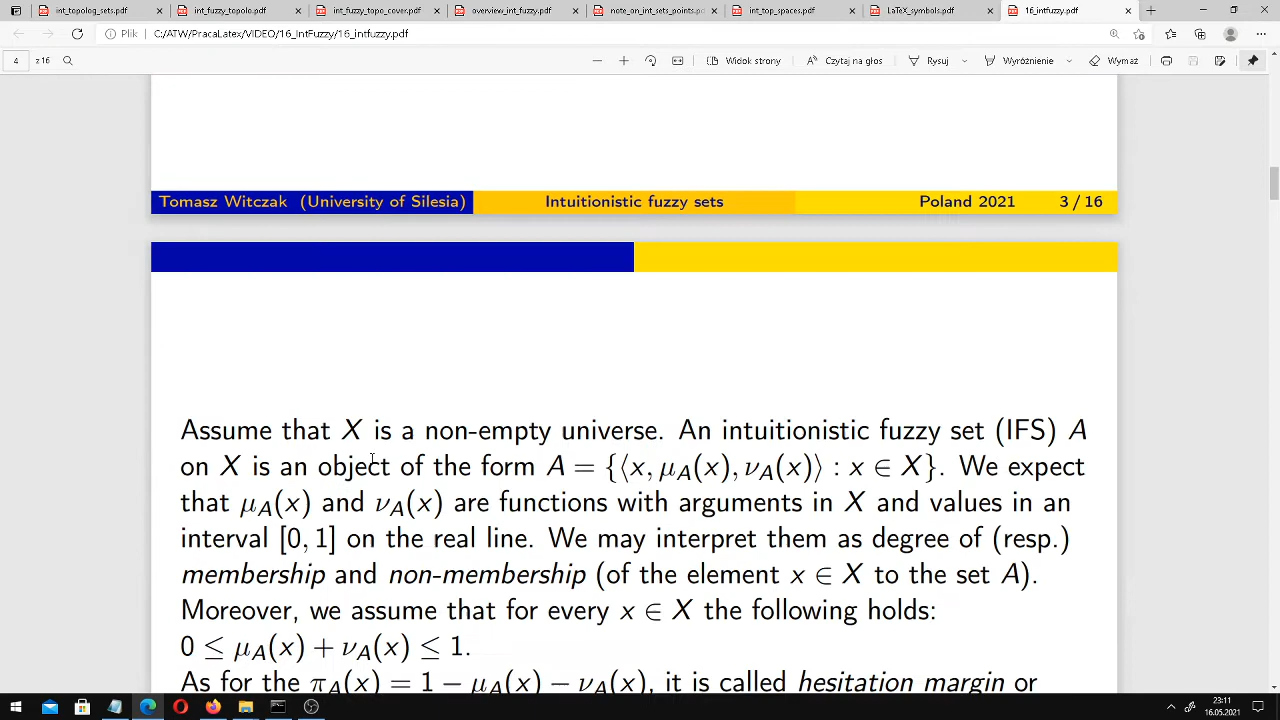 int_topolog_sets.pdf
int_fuzzy_topolo.pdf
int_fuzzy_topo_cover.pdf
overview_int_fuzzy.pdf
note_on_int_sets_points.pd
int_top_spaces.pdf
LaTeX_symbols.pdf
16_intfuzzy.pdf
Plik C:/ATW/PracaLatex/VIDEO/16_IntFuzzy/16_intfuzzy.pdf
4 z 16 Widok strony Czytaj na głos Rysuj Wyróżnienie Wymaż
Tomasz Witczak (University of Silesia) Intuitionistic fuzzy sets Poland 2021 3 / 16
Assume that X is a non-empty universe. An intuitionistic fuzzy set (IFS) A
on X is an object of the form A = {⟨x, μ_A(x), ν_A(x)⟩ : x ∈ X}. We expect
that μ_A(x) and ν_A(x) are functions with arguments in X and values in an
interval [0, 1] on the real line. We may interpret them as degree of (resp.)
membership and non-membership (of the element x ∈ X to the set A).
Moreover, we assume that for every x ∈ X the following holds:
0 ≤ μ_A(x) + ν_A(x) ≤ 1.
As for the π_A(x) = 1 − μ_A(x) − ν_A(x), it is called hesitation margin or
23:11
16.05.2021